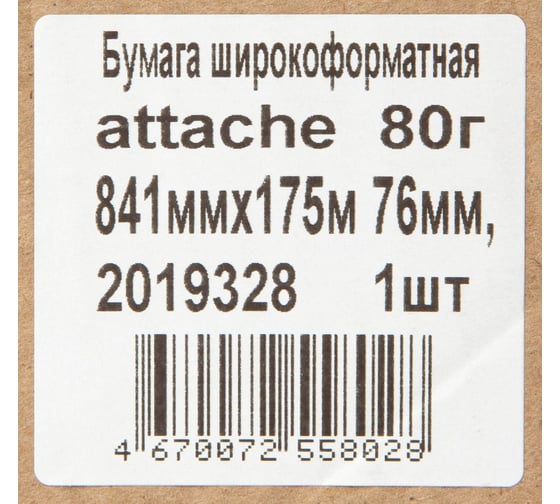 Бумага широкоформатная
attache 80г
841ммх175м 76мм,
2019328 1шт
4 670072 558028